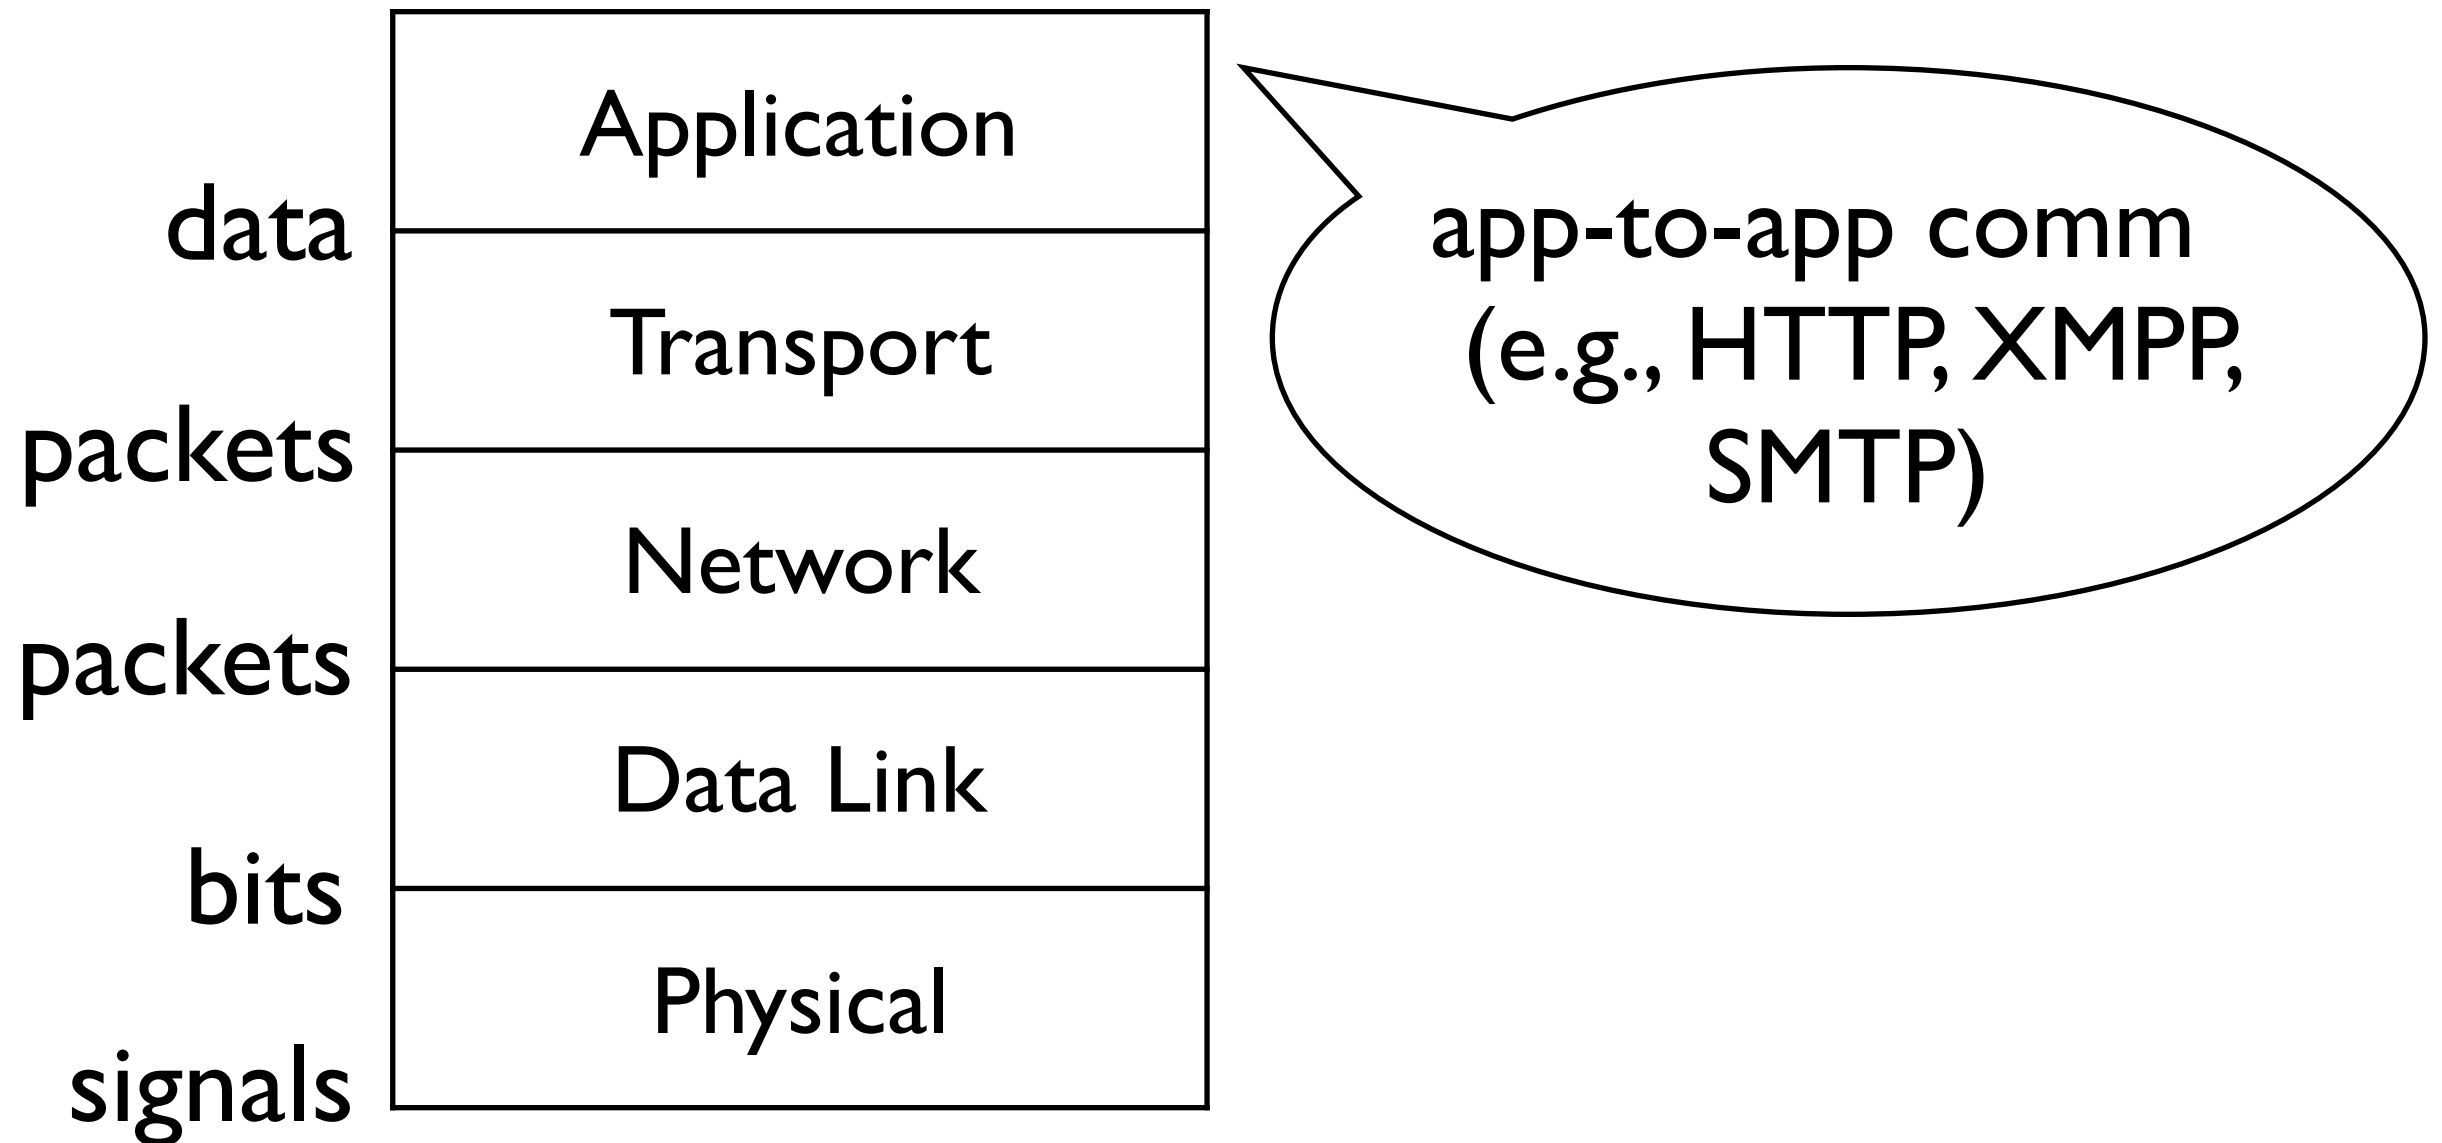 Application
data
Transport
packets
Network
packets
Data Link
bits
Physical
signals
app-to-app comm
(e.g., HTTP, XMPP,
SMTP)